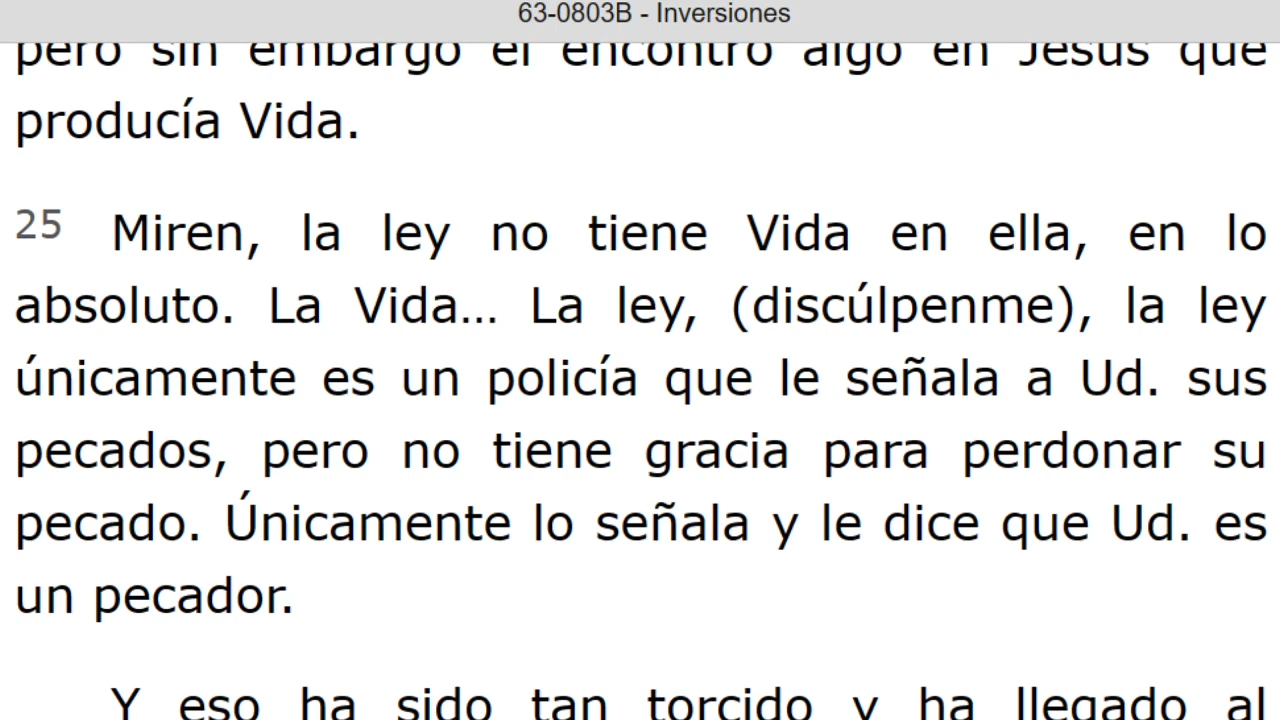 63-0803B - Inversiones
pero sin embargo él encontró algo en Jesús que
producía Vida.
25 Miren, la ley no tiene Vida en ella, en lo
absoluto. La Vida… La ley, (discúlpenme), la ley
únicamente es un policía que le señala a Ud. sus
pecados, pero no tiene gracia para perdonar su
pecado. Únicamente lo señala y le dice que Ud. es
un pecador.
Y eso ha sido tan torcido y ha llegado al